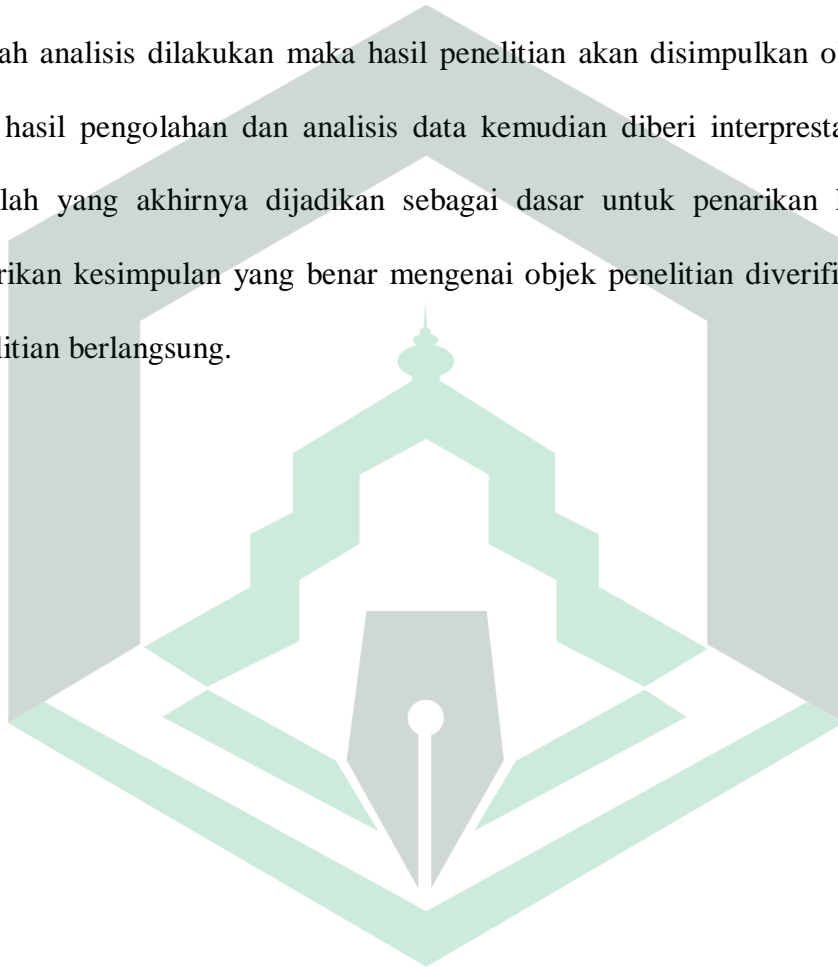 ah analisis dilakukan maka hasil penelitian akan disimpulkan o
hasil pengolahan dan analisis data kemudian diberi interpresta
lah yang akhirnya dijadikan sebagai dasar untuk penarikan
rikan kesimpulan yang benar mengenai objek penelitian diverifi
litian berlangsung.